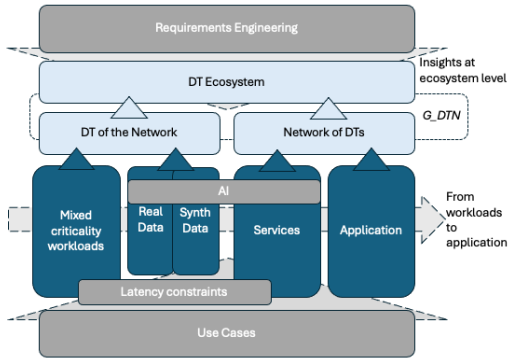 Requirements Engineering
Insights at
ecosystem level
DT Ecosystem
G_DTN
DT of the Network
Network of DTs
AI
Mixed
criticality
workloads
Real
Data
Synth
Data
Services
Application
From
workloads
to
application
Latency constraints
Use Cases